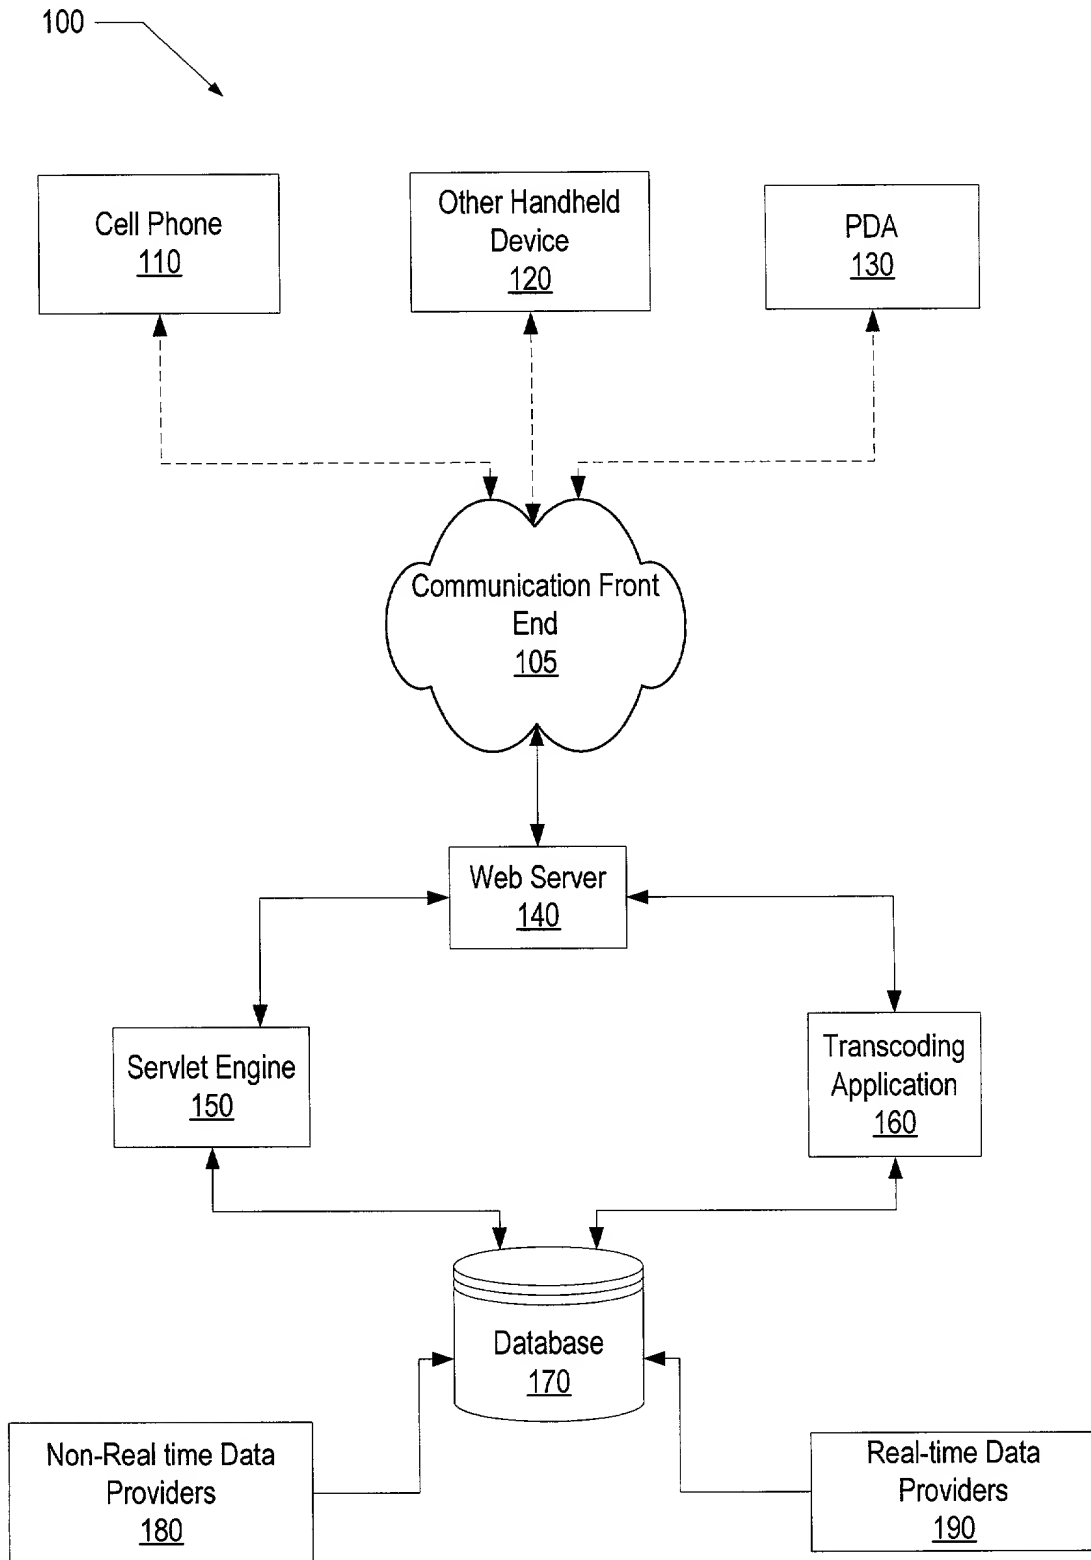 100
Cell Phone
110
Other Handheld
Device
120
PDA
130
Communication Front
End
105
Web Server
140
Servlet Engine
150
Transcoding
Application
160
Database
170
Non-Real time Data
Providers
180
Real-time Data
Providers
190